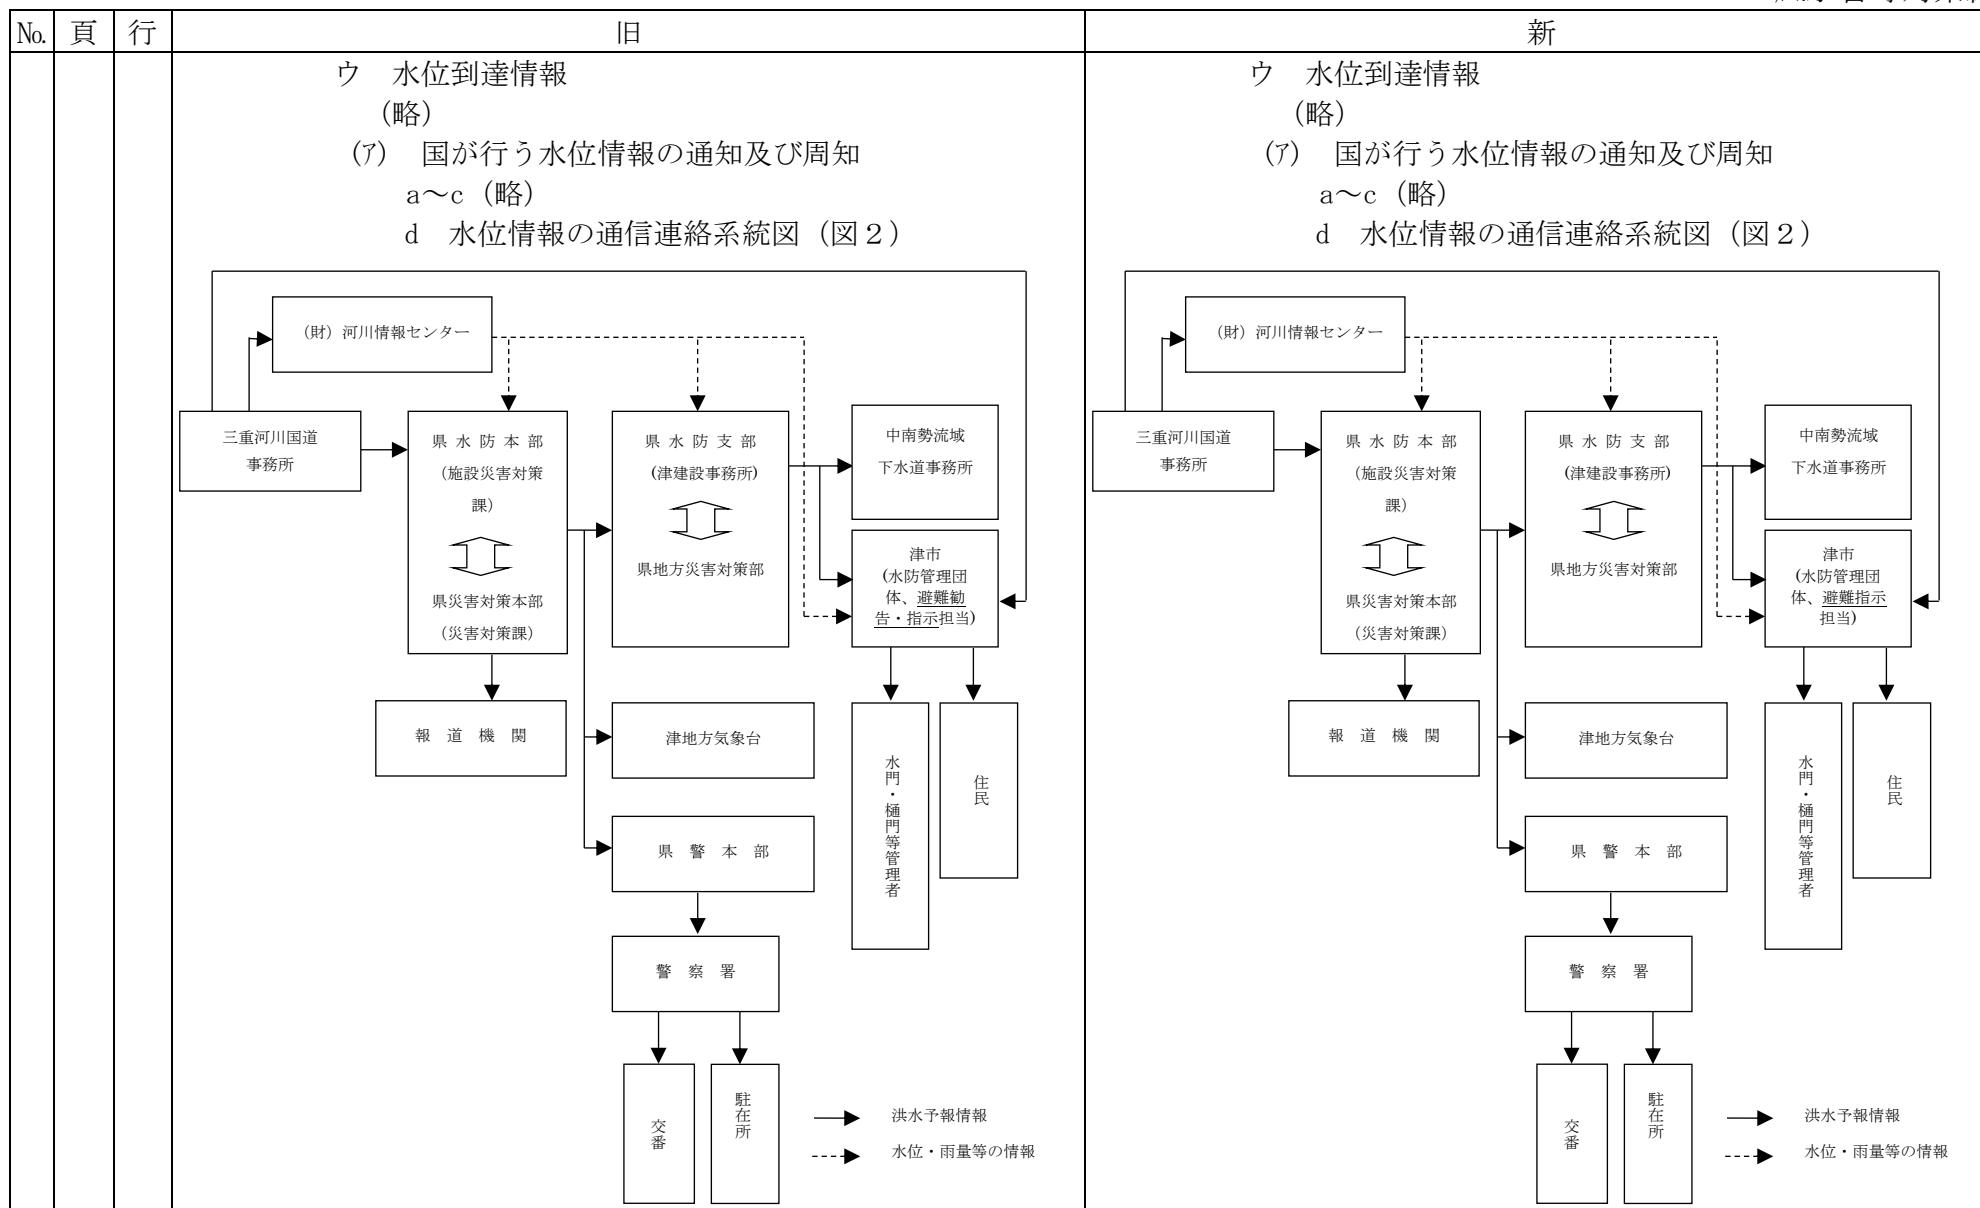 No. 頁 行 旧 新
ウ 水位到達情報
(略)
(ｱ) 国が行う水位情報の通知及び周知
a～c (略)
d 水位情報の通信連絡系統図（図２）
(財) 河川情報センター
三重河川国道
事務所
県水防本部
(施設災害対策
課)
県災害対策本部
(災害対策課)
県水防支部
(津建設事務所)
県地方災害対策部
中南勢流域
下水道事務所
津市
(水防管理団
体、避難勧
告・指示担当)
報道機関
津地方気象台
水門・樋門等管理者
住民
県警本部
警察署
交番
駐在所
洪水予報情報
水位・雨量等の情報
ウ 水位到達情報
(略)
(ｱ) 国が行う水位情報の通知及び周知
a～c (略)
d 水位情報の通信連絡系統図（図２）
(財) 河川情報センター
三重河川国道
事務所
県水防本部
(施設災害対策
課)
県災害対策本部
(災害対策課)
県水防支部
(津建設事務所)
県地方災害対策部
中南勢流域
下水道事務所
津市
(水防管理団
体、避難指示
担当)
報道機関
津地方気象台
水門・樋門等管理者
住民
県警本部
警察署
交番
駐在所
洪水予報情報
水位・雨量等の情報